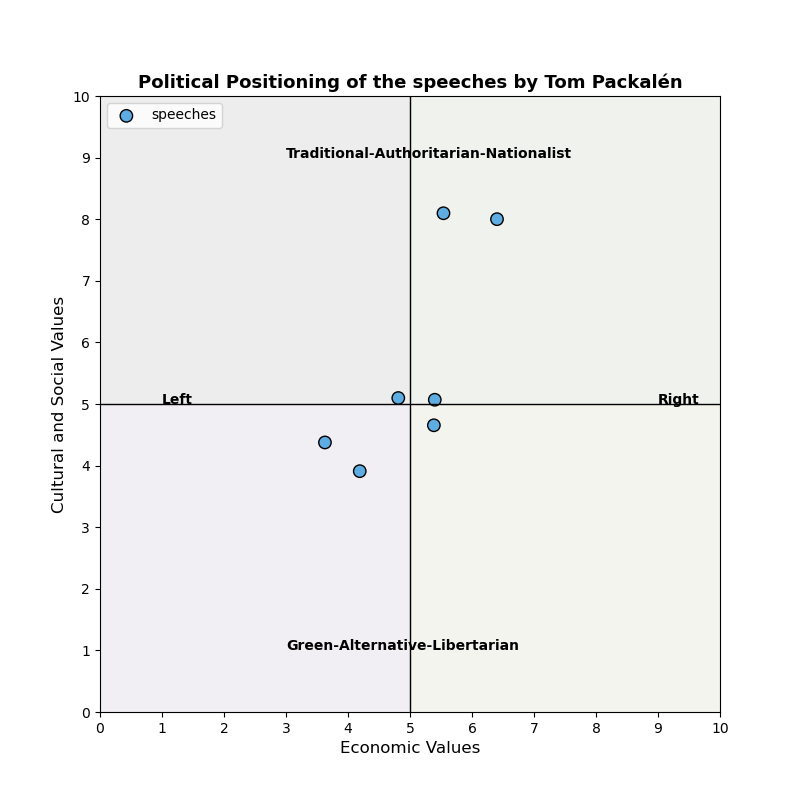 Political Positioning of the speeches by Tom Packalén
10
speeches
9
Traditional-Authoritarian-Nationalist
8
7
6
5
Left
Right
4
3
2
1
Green-Alternative-Libertarian
0
Cultural and Social Values
0 1 2 3 4 5 6 7 8 9 10
Economic Values